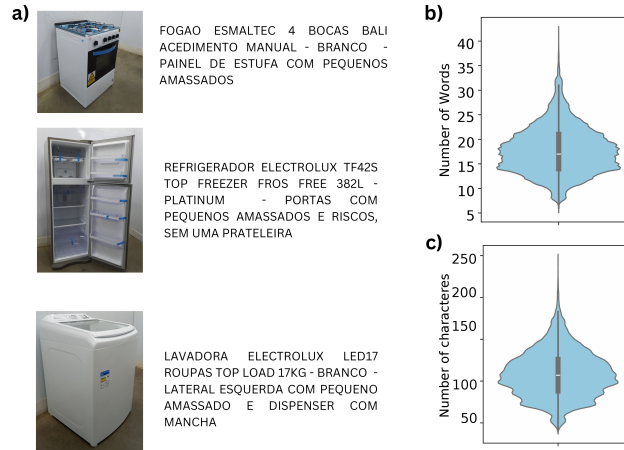 a)
FOGAO ESMALTEC 4 BOCAS BALI
ACEDIMENTO MANUAL - BRANCO -
PAINEL DE ESTUFA COM PEQUENOS
AMASSADOS
REFRIGERADOR ELECTROLUX TF42S
TOP FREEZER FROS FREE 382L -
PLATINUM - PORTAS COM
PEQUENOS AMASSADOS E RISCOS,
SEM UMA PRATELEIRA
LAVADORA ELECTROLUX LED17
ROUPAS TOP LOAD 17KG - BRANCO -
LATERAL ESQUERDA COM PEQUENO
AMASSADO E DISPENSER COM
MANCHA
b)
Number of Words
40
35
30
25
20
15
10
5
c)
Number of characteres
250
200
150
100
50